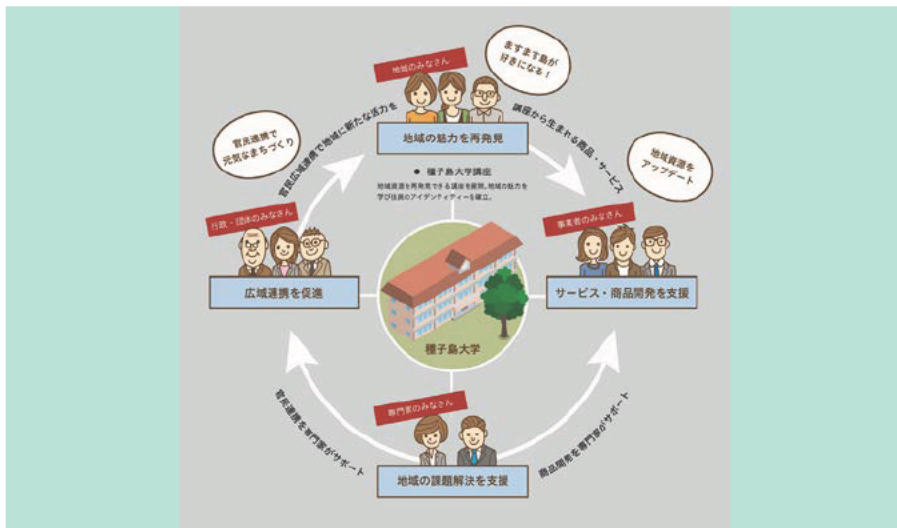 ますます島が
好きになる！
地域のみなさん
地域の魅力を再発見
官民連携で
元気なまちづくり
官民広域連携で地域に新たな活力を
講座から生まれる商品・サービス
地域資源を
アップデート
● 種子島大学講座
地域資源を再発見できる講座を展開。地域の魅力を
学び住民のアイデンティティーを確立。
行政・団体のみなさん
事業者のみなさん
広域連携を促進
サービス・商品開発を支援
種子島大学
専門家のみなさん
官民連携を専門家がサポート
商品開発を専門家がサポート
地域の課題解決を支援